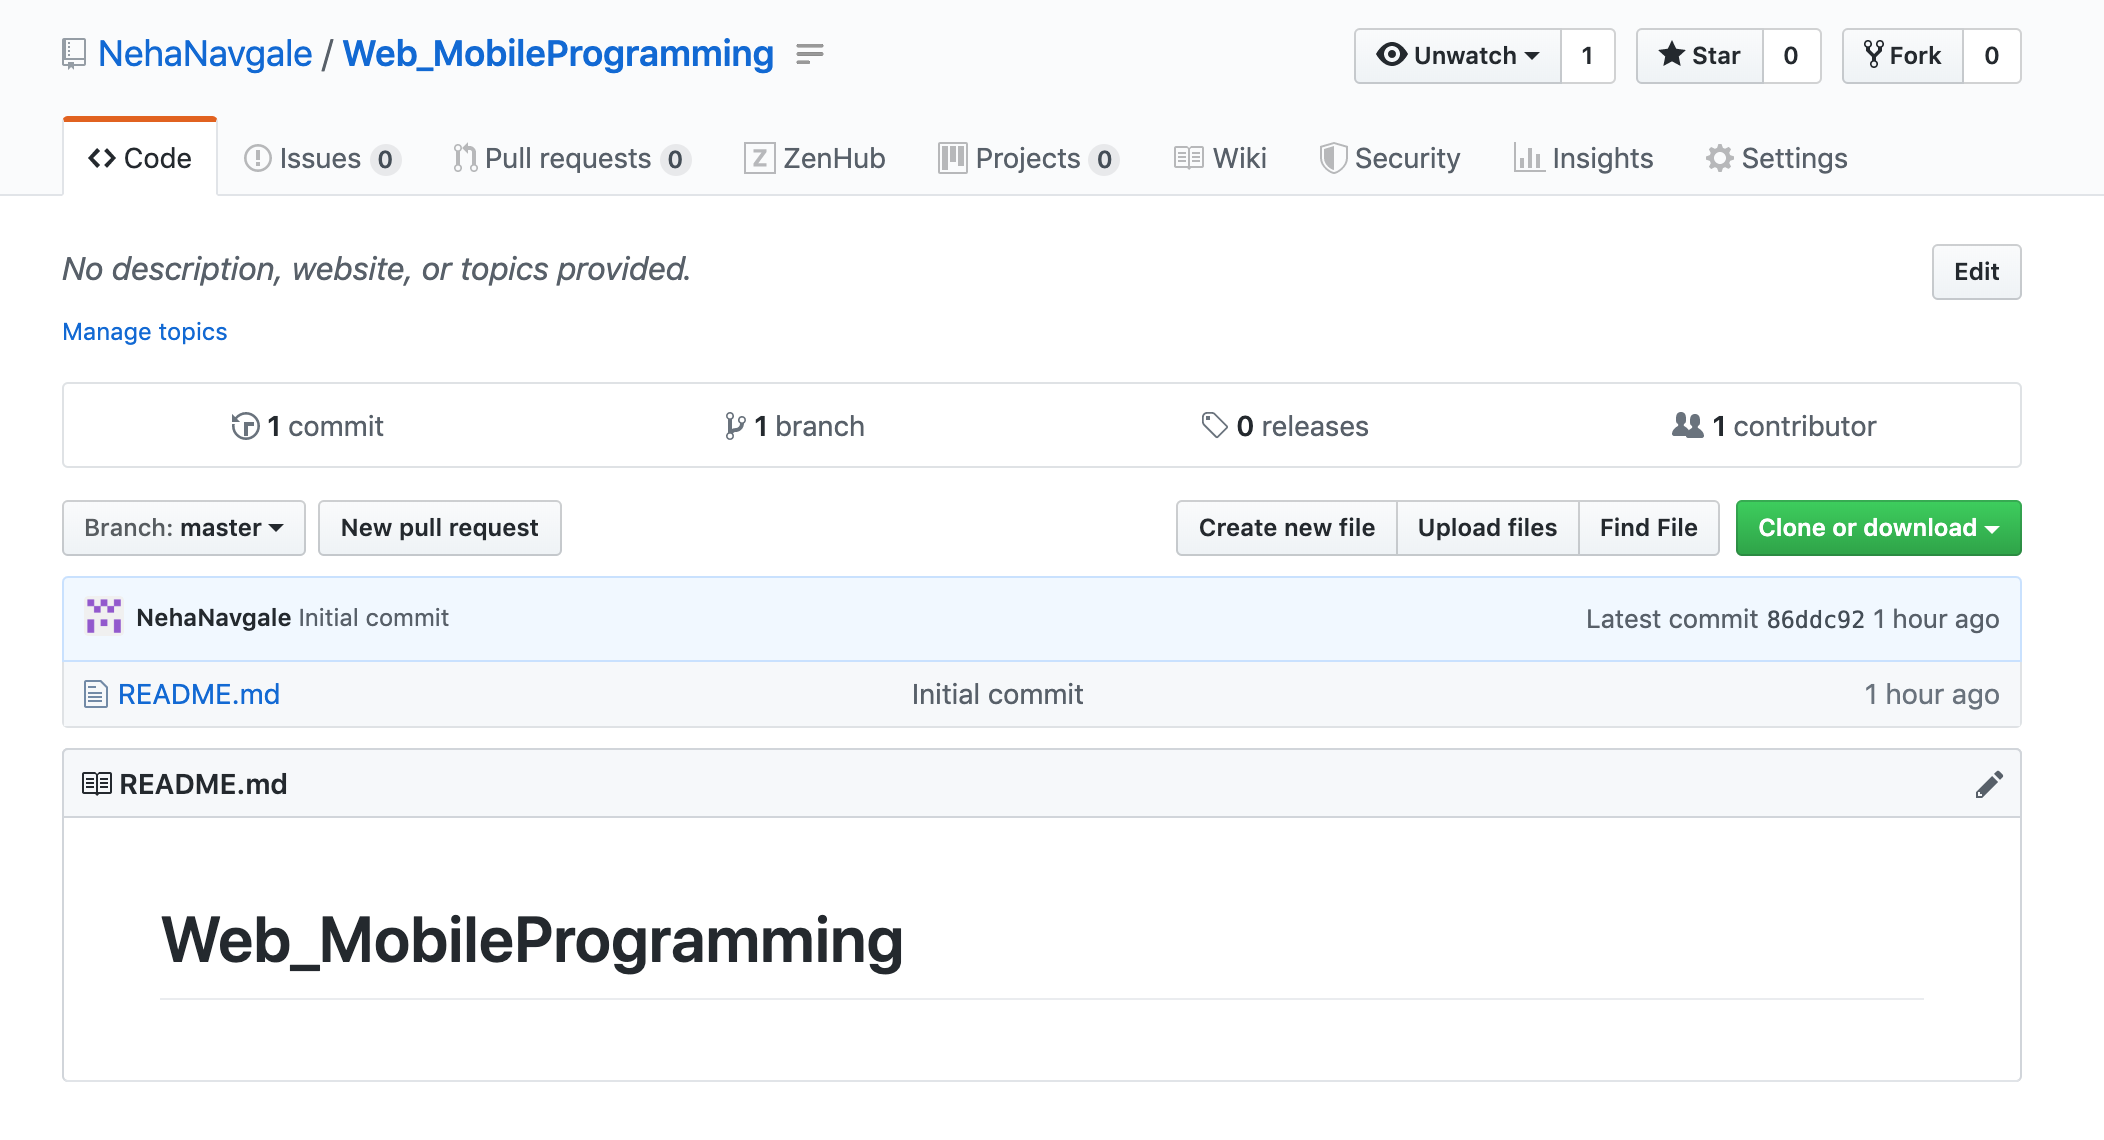 NehaNavgale / Web_MobileProgramming
Unwatch 1 Star 0 Fork 0
Code Issues 0 Pull requests 0 Z ZenHub Projects 0 Wiki Security Insights Settings
No description, website, or topics provided.
Edit
Manage topics
1 commit 1 branch 0 releases 1 contributor
Branch: master New pull request Create new file Upload files Find File Clone or download
NehaNavgale Initial commit Latest commit 86ddc92 1 hour ago
README.md Initial commit 1 hour ago
README.md
Web_MobileProgramming